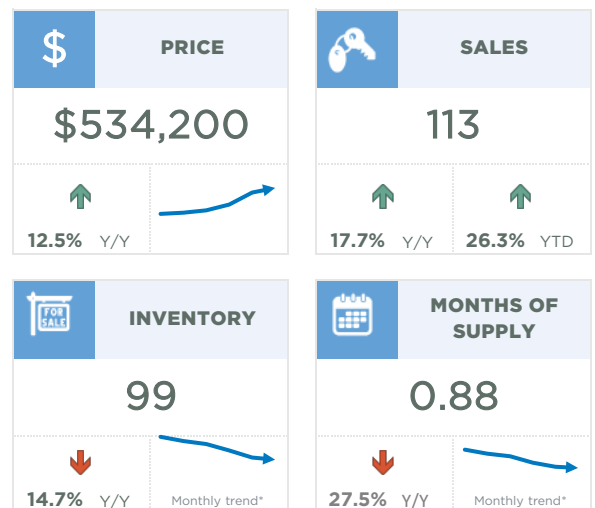 $
PRICE
$534,200
12.5% Y/Y
SALES
113
17.7% Y/Y
26.3% YTD
FOR
SALE
INVENTORY
99
14.7% Y/Y
Monthly trend*
MONTHS OF
SUPPLY
0.88
27.5% Y/Y
Monthly trend*